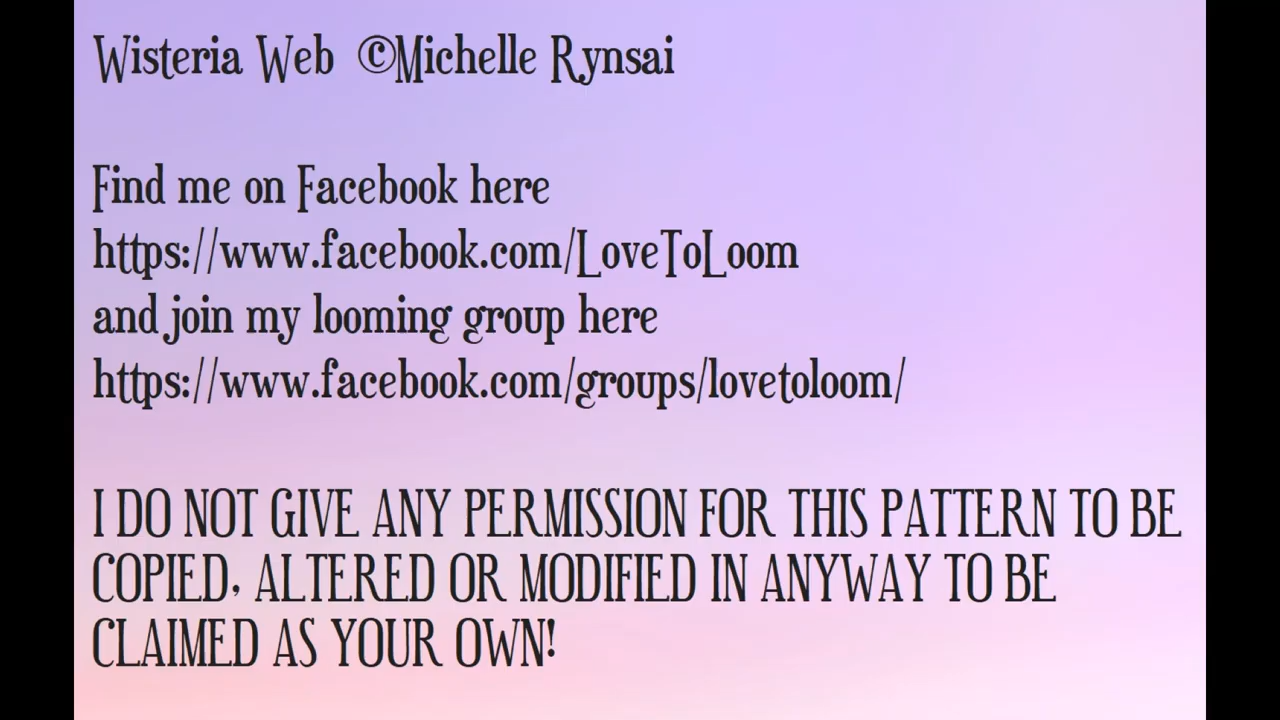 Wisteria Web ©Michelle Rynsai
Find me on Facebook here
https://www.facebook.com/LoveToLoom
and join my looming group here
https://www.facebook.com/groups/lovetoloom/
I DO NOT GIVE ANY PERMISSION FOR THIS PATTERN TO BE
COPIED, ALTERED OR MODIFIED IN ANYWAY TO BE
CLAIMED AS YOUR OWN!